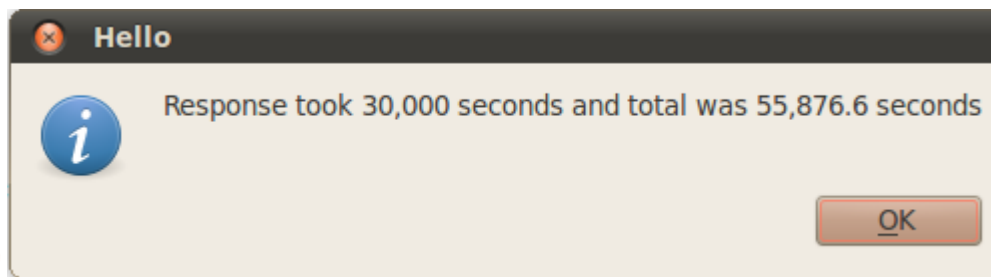 Hello
Response took 30,000 seconds and total was 55,876.6 seconds
OK